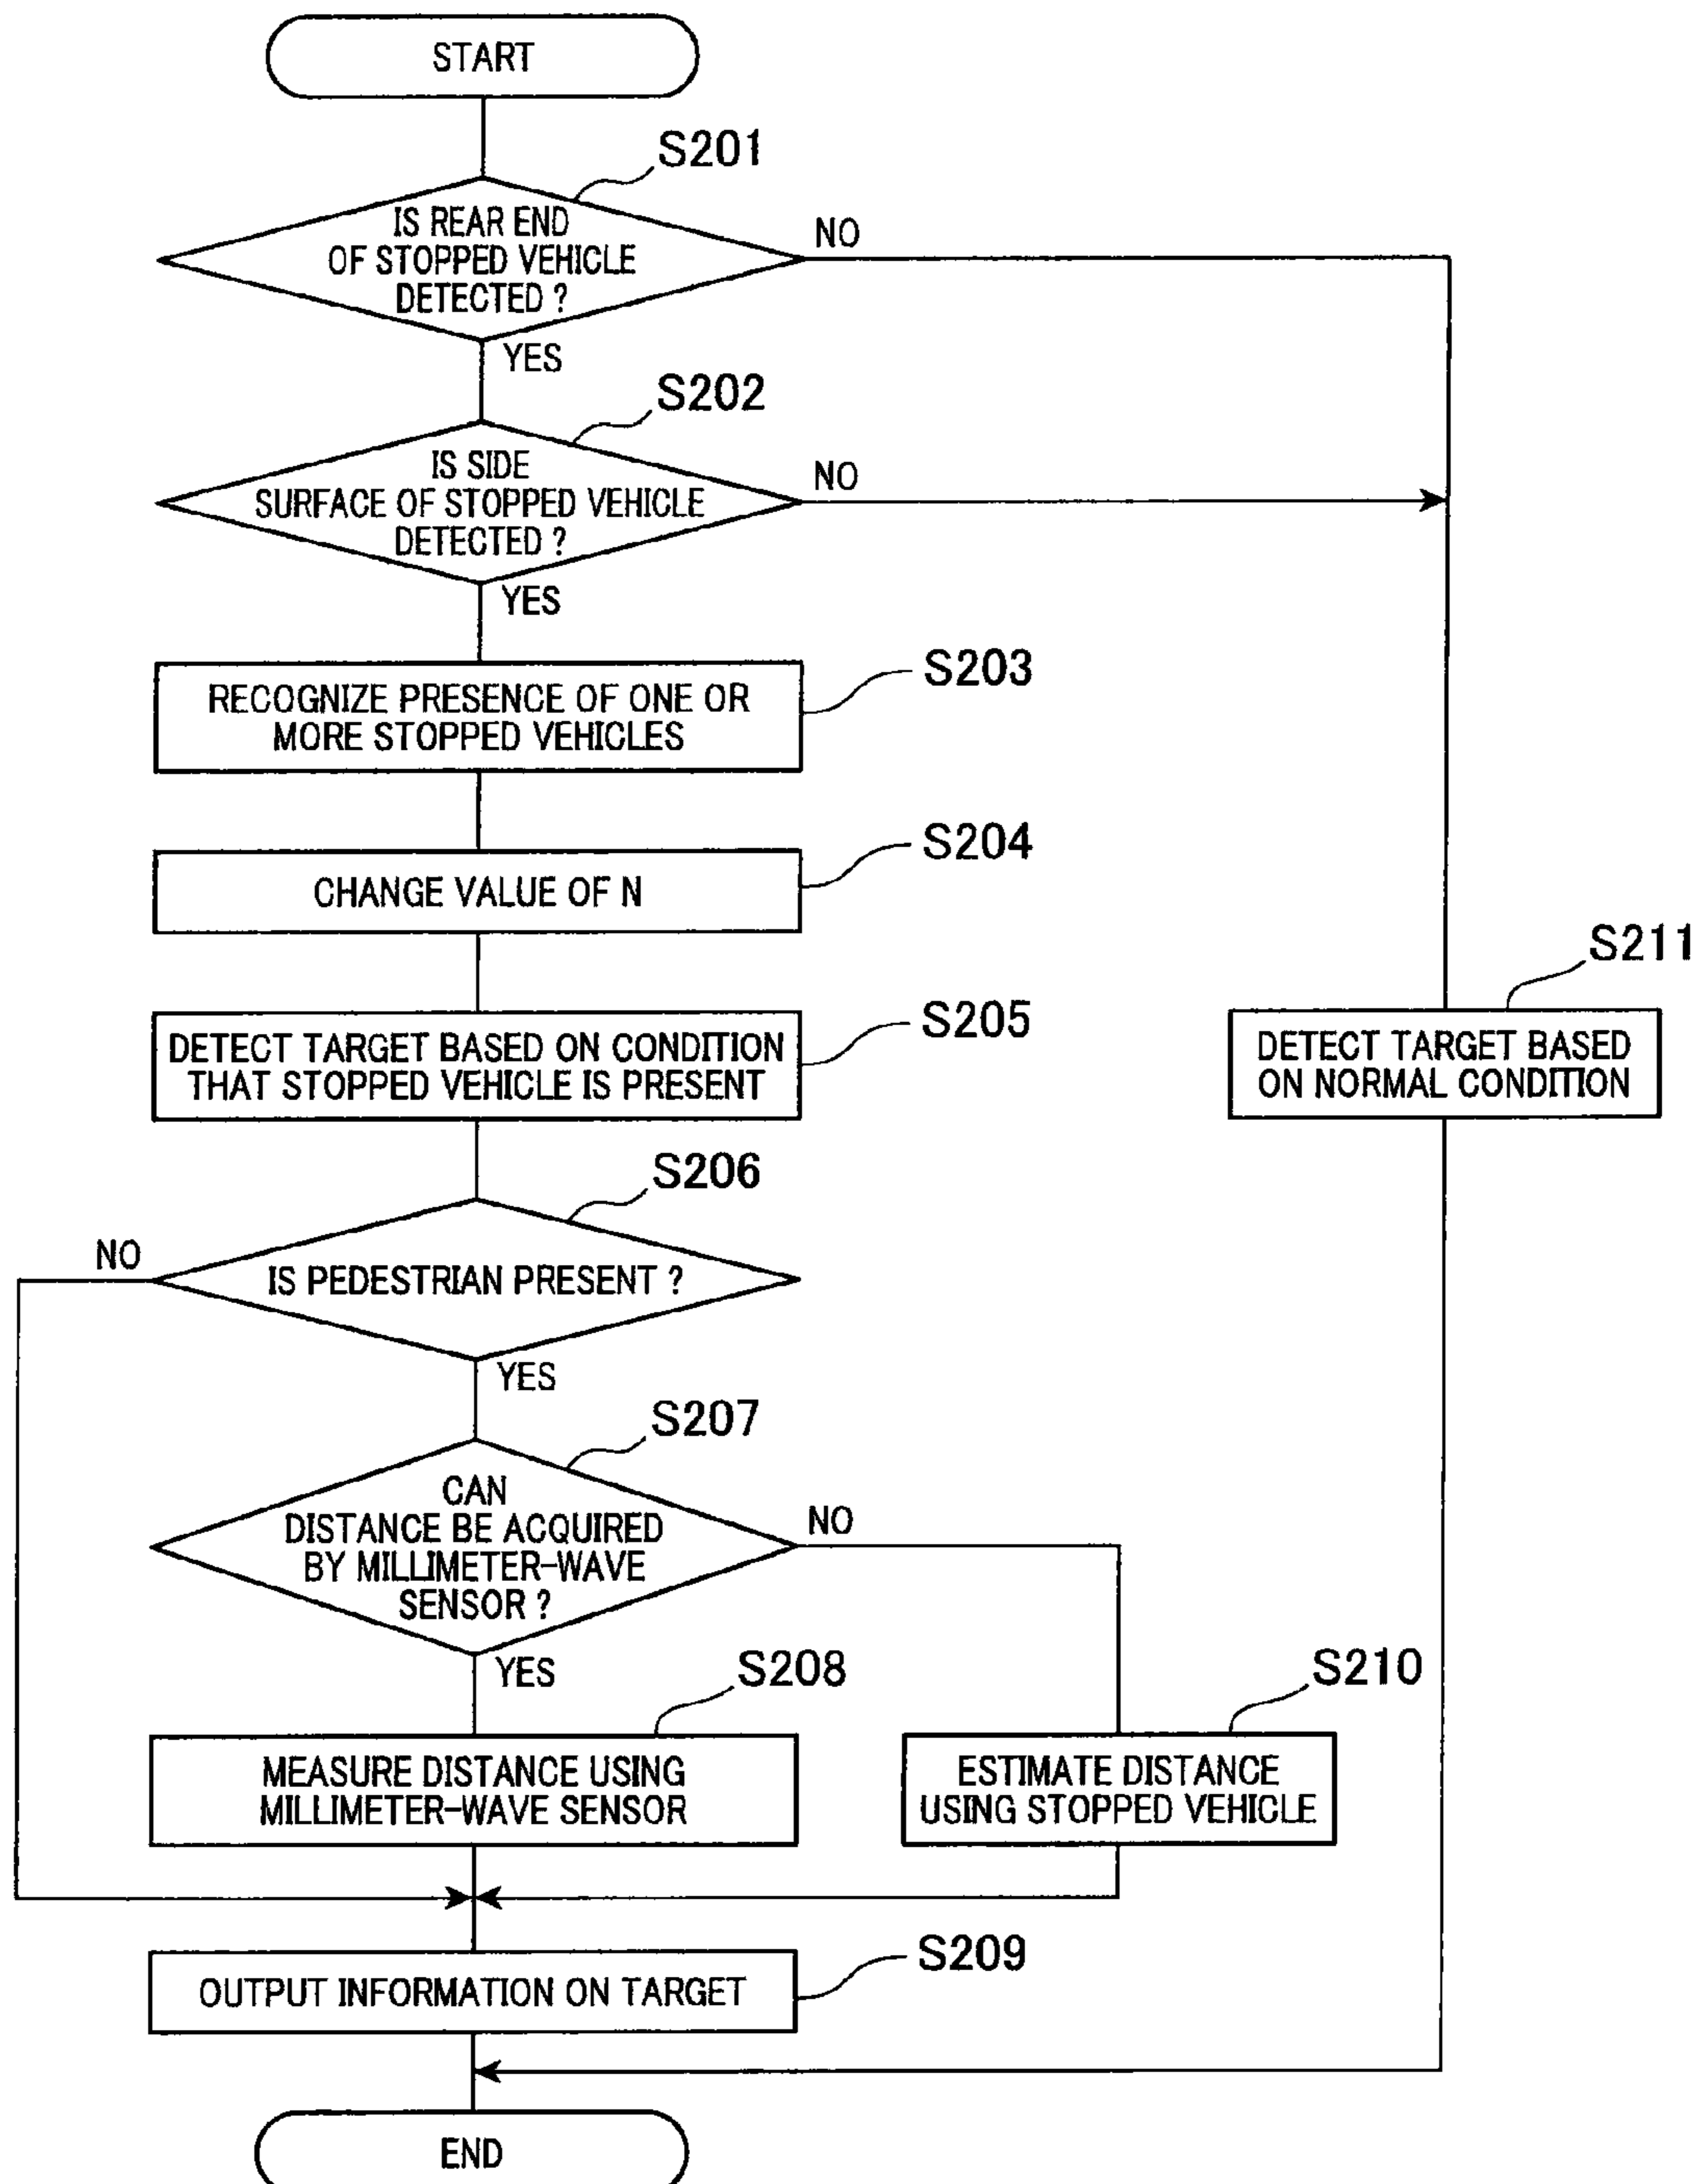 START
S201
IS REAR END
OF STOPPED VEHICLE
DETECTED ?
NO
YES
S202
IS SIDE
SURFACE OF STOPPED VEHICLE
DETECTED ?
NO
YES
S203
RECOGNIZE PRESENCE OF ONE OR
MORE STOPPED VEHICLES
S204
CHANGE VALUE OF N
S205
DETECT TARGET BASED ON CONDITION
THAT STOPPED VEHICLE IS PRESENT
S211
DETECT TARGET BASED
ON NORMAL CONDITION
S206
NO
IS PEDESTRIAN PRESENT ?
YES
S207
CAN
DISTANCE BE ACQUIRED
BY MILLIMETER-WAVE
SENSOR ?
NO
YES
S208
MEASURE DISTANCE USING
MILLIMETER-WAVE SENSOR
S210
ESTIMATE DISTANCE
USING STOPPED VEHICLE
S209
OUTPUT INFORMATION ON TARGET
END